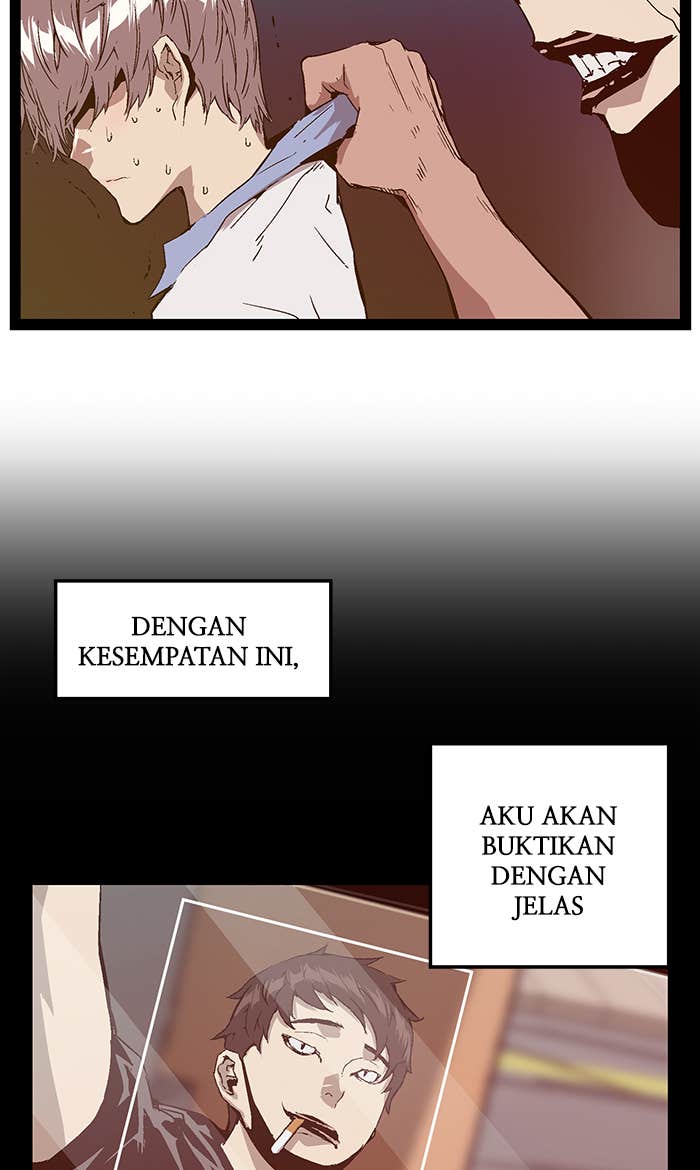 DENGAN
KESEMPATAN INI,
AKU AKAN
BUKTIKAN
DENGAN
JELAS